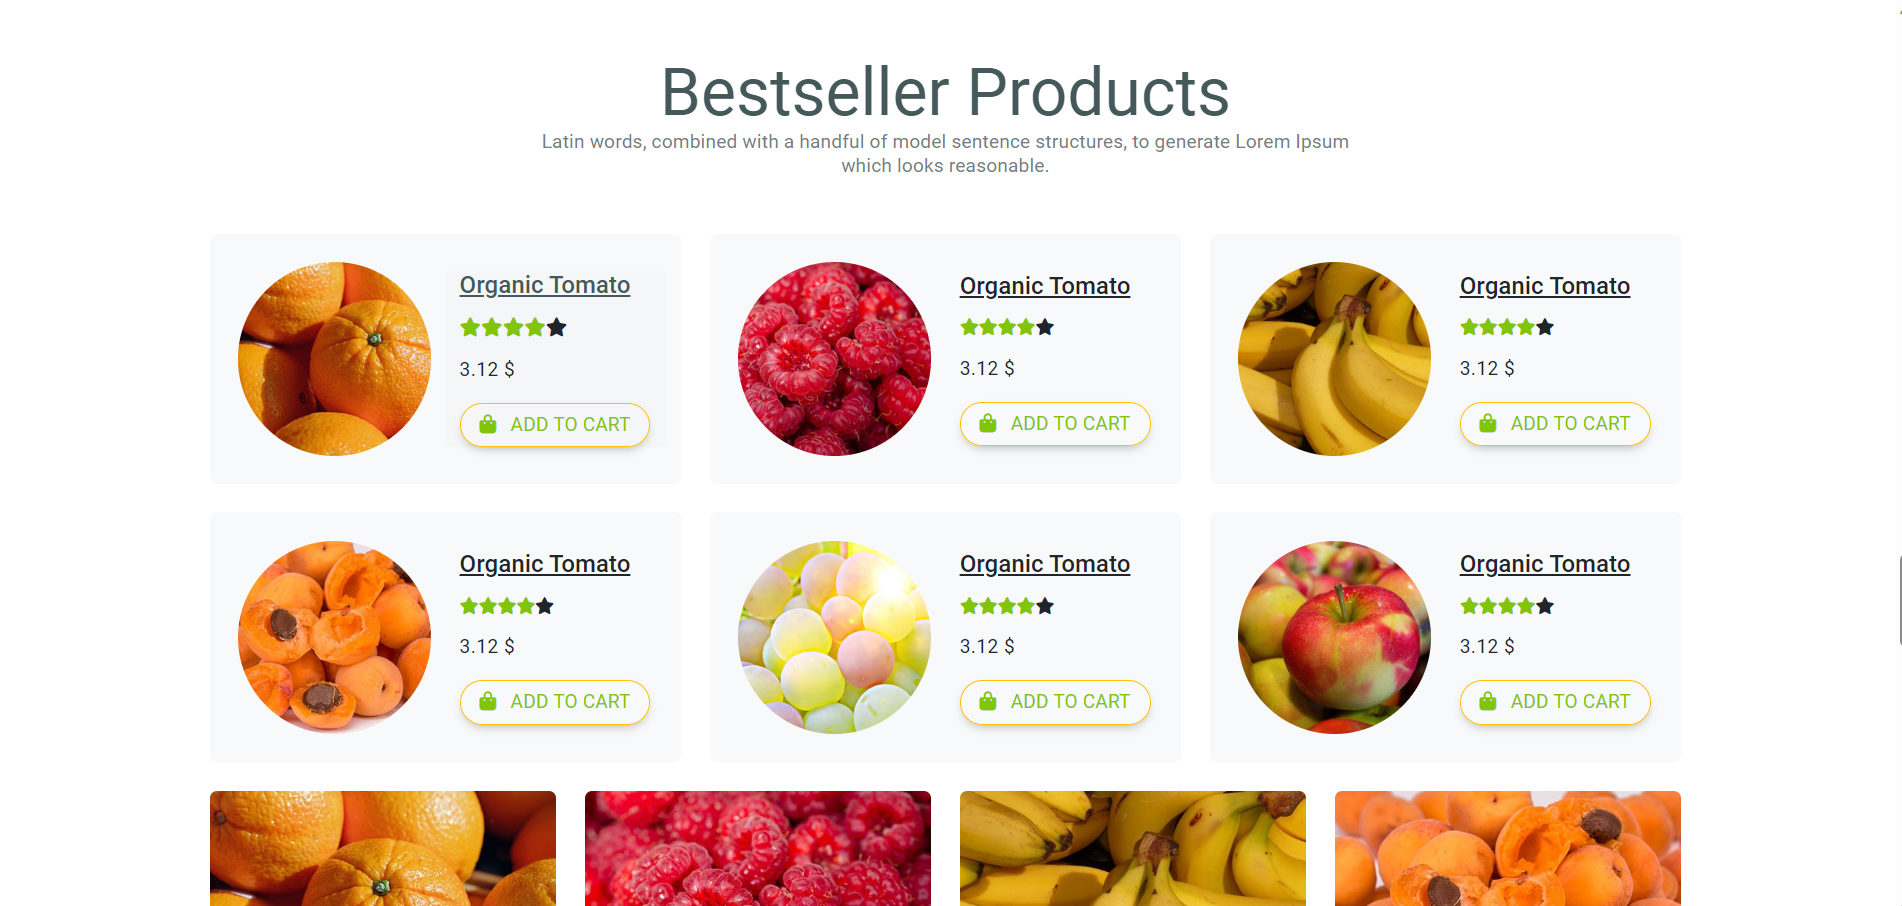 Bestseller Products
Latin words, combined with a handful of model sentence structures, to generate Lorem Ipsum
which looks reasonable.
Organic Tomato
3.12 $
ADD TO CART
Organic Tomato
3.12 $
ADD TO CART
Organic Tomato
3.12 $
ADD TO CART
Organic Tomato
3.12 $
ADD TO CART
Organic Tomato
3.12 $
ADD TO CART
Organic Tomato
3.12 $
ADD TO CART